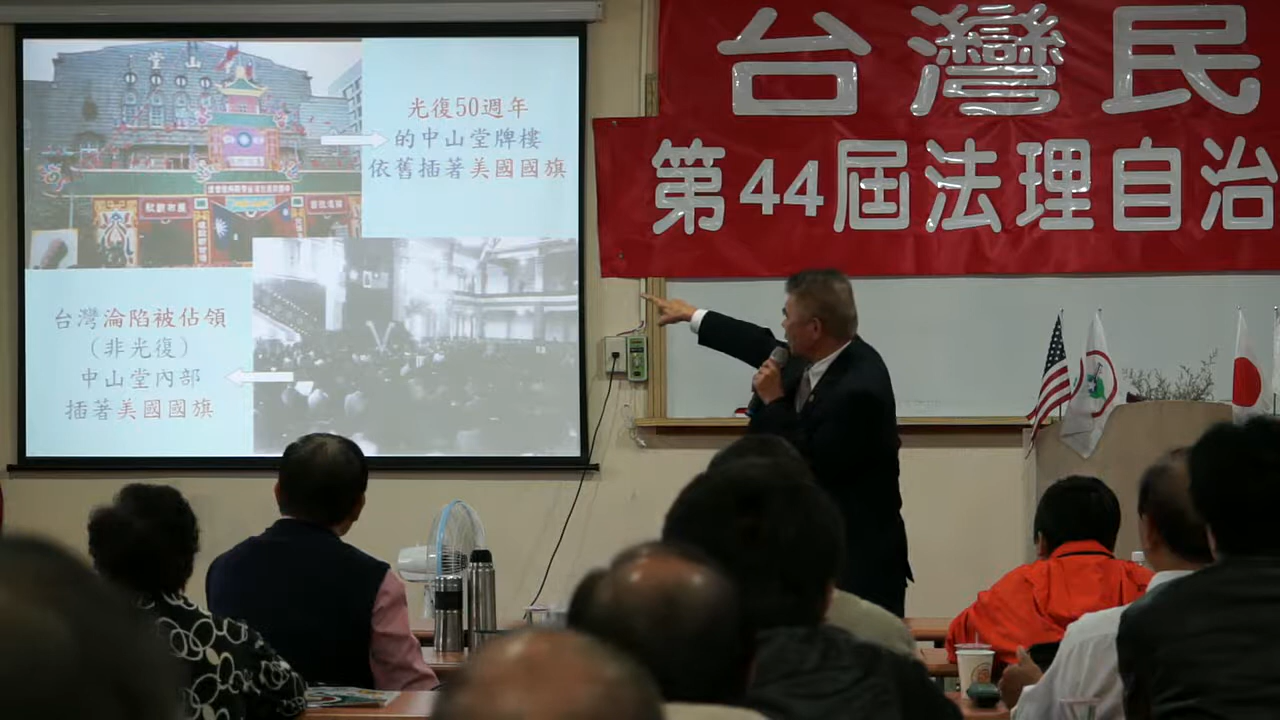 光復50週年
的中山堂牌樓
依舊插著美國國旗
台灣淪陷被佔領
（非光復）
中山堂內部
插著美國國旗
台灣民
第44屆法理自治
堂山